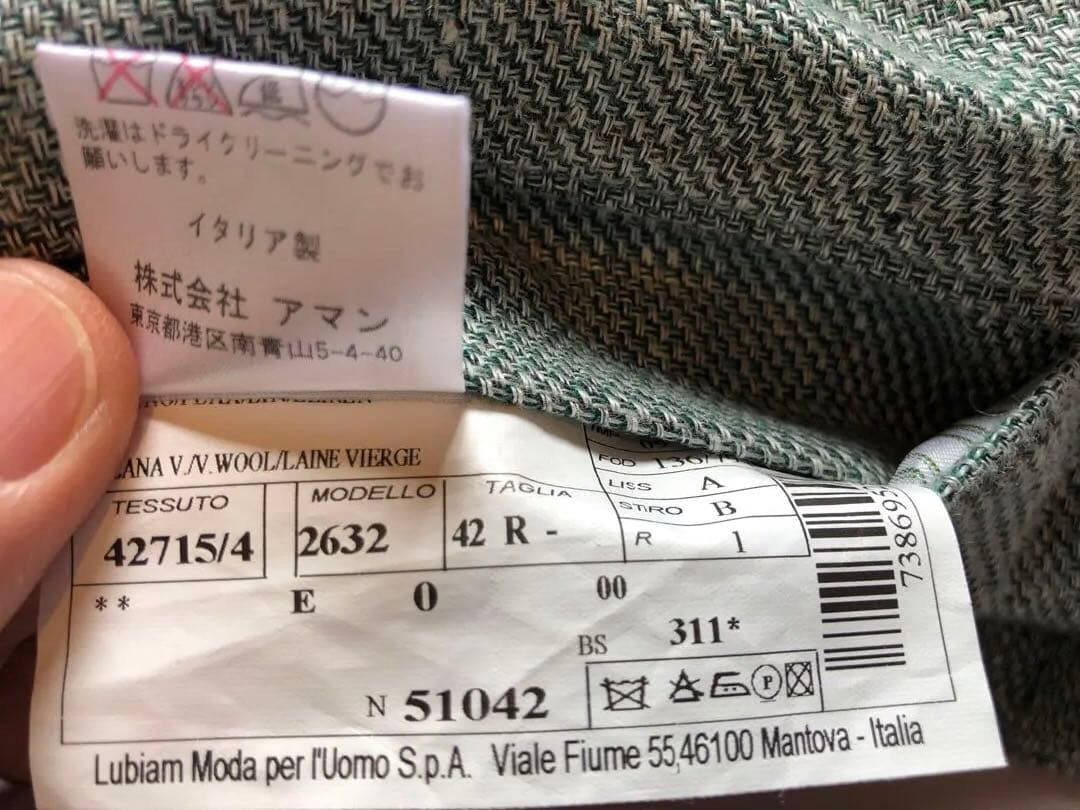 洗濯はドライクリーニングでお
願いします。
イタリア製
株式会社 アマン
東京都港区南青山5-4-40
LANA V./V.WOOL/LAINE VIERGE
FOD
LISS A
STIRO B
R 1
TESSUTO
42715/4
MODELLO
2632
TAGLIA
42 R -
** E 0 00
BS 311*
N 51042
P
738695
Lubiam Moda per l'Uomo S.p.A. Viale Fiume 55,46100 Mantova - Italia